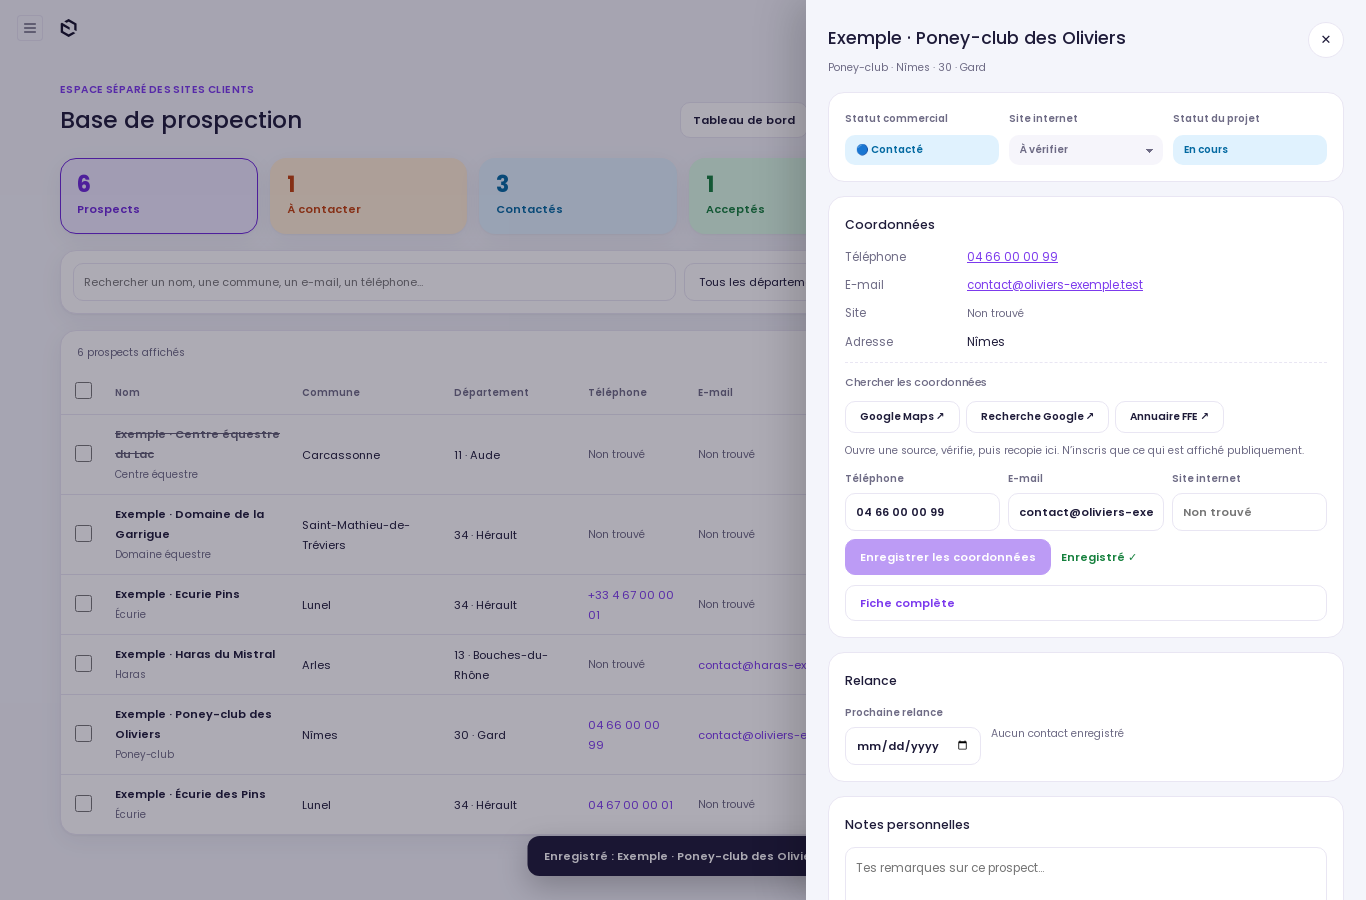 ESPACE SÉPARÉ DES SITES CLIENTS
Base de prospection
Tableau de bord
6
Prospects
1
À contacter
3
Contactés
1
Acceptés
Rechercher un nom, une commune, un e-mail, un téléphone…
Tous les départem
6 prospects affichés
Nom Commune Département Téléphone E-mail
Exemple · Centre équestre
du Lac
Centre équestre
Carcassonne
11 · Aude
Non trouvé
Non trouvé
Exemple · Domaine de la
Garrigue
Domaine équestre
Saint-Mathieu-de-
Tréviers
34 · Hérault
Non trouvé
Non trouvé
Exemple · Ecurie Pins
Écurie
Lunel
34 · Hérault
+33 4 67 00 00
01
Non trouvé
Exemple · Haras du Mistral
Haras
Arles
13 · Bouches-du-
Rhône
Non trouvé
contact@haras-ex
Exemple · Poney-club des
Oliviers
Poney-club
Nîmes
30 · Gard
04 66 00 00
99
contact@oliviers-e
Exemple · Écurie des Pins
Écurie
Lunel
34 · Hérault
04 67 00 00 01
Non trouvé
Enregistré : Exemple · Poney-club des Olivie
Exemple · Poney-club des Oliviers
✕
Poney-club · Nîmes · 30 · Gard
Statut commercial Site internet Statut du projet
🔵 Contacté À vérifier En cours
Coordonnées
Téléphone 04 66 00 00 99
E-mail contact@oliviers-exemple.test
Site Non trouvé
Adresse Nîmes
Chercher les coordonnées
Google Maps ↗ Recherche Google ↗ Annuaire FFE ↗
Ouvre une source, vérifie, puis recopie ici. N’inscris que ce qui est affiché publiquement.
Téléphone E-mail Site internet
04 66 00 00 99 contact@oliviers-exe Non trouvé
Enregistrer les coordonnées Enregistré ✓
Fiche complète
Relance
Prochaine relance
mm/dd/yyyy Aucun contact enregistré
Notes personnelles
Tes remarques sur ce prospect…